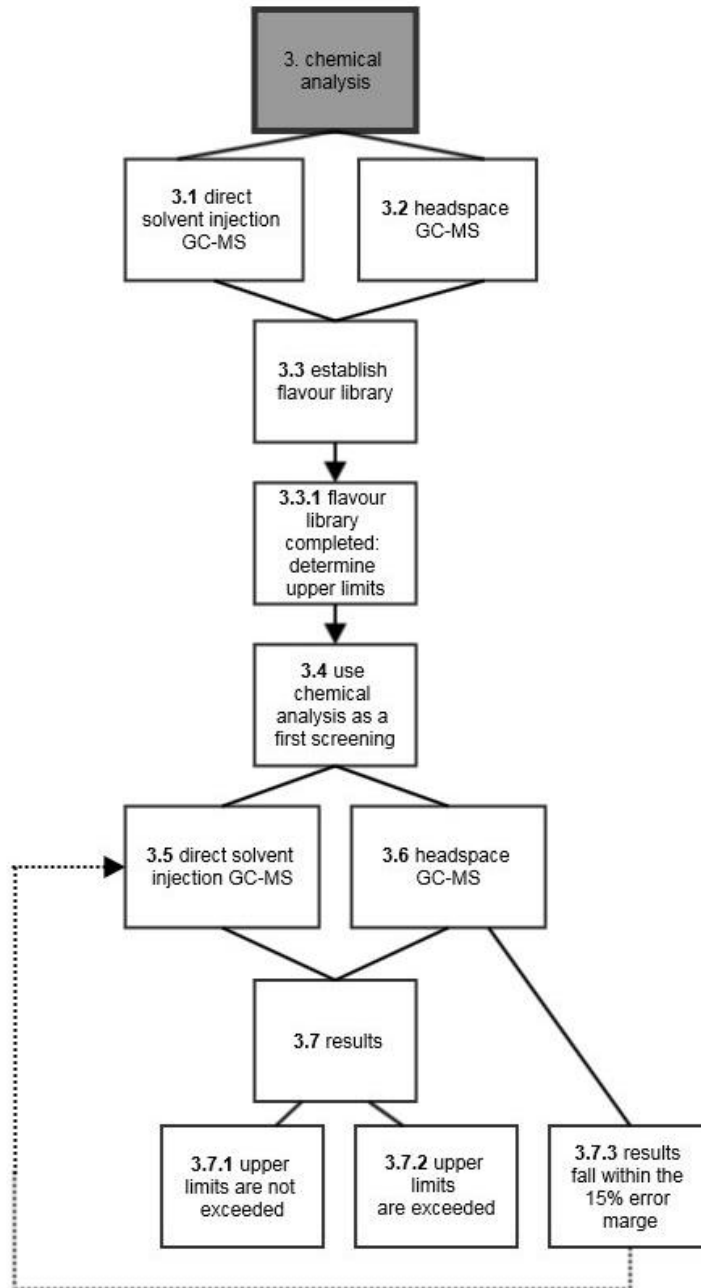 3. chemical
analysis
3.1 direct
solvent injection
GC-MS
3.2 headspace
GC-MS
3.3 establish
flavour library
3.3.1 flavour
library
completed:
determine
upper limits
3.4 use
chemical
analysis as a
first screening
3.5 direct solvent
injection GC-MS
3.6 headspace
GC-MS
3.7 results
3.7.1 upper
limits are not
exceeded
3.7.2 upper
limits
are exceeded
3.7.3 results
fall within the
15% error
marge